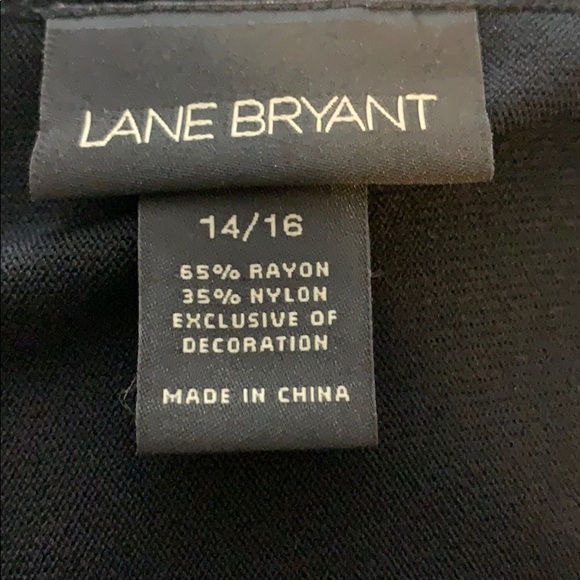 LANE BRYANT
14/16
65% RAYON
35% NYLON
EXCLUSIVE OF
DECORATION
MADE IN CHINA